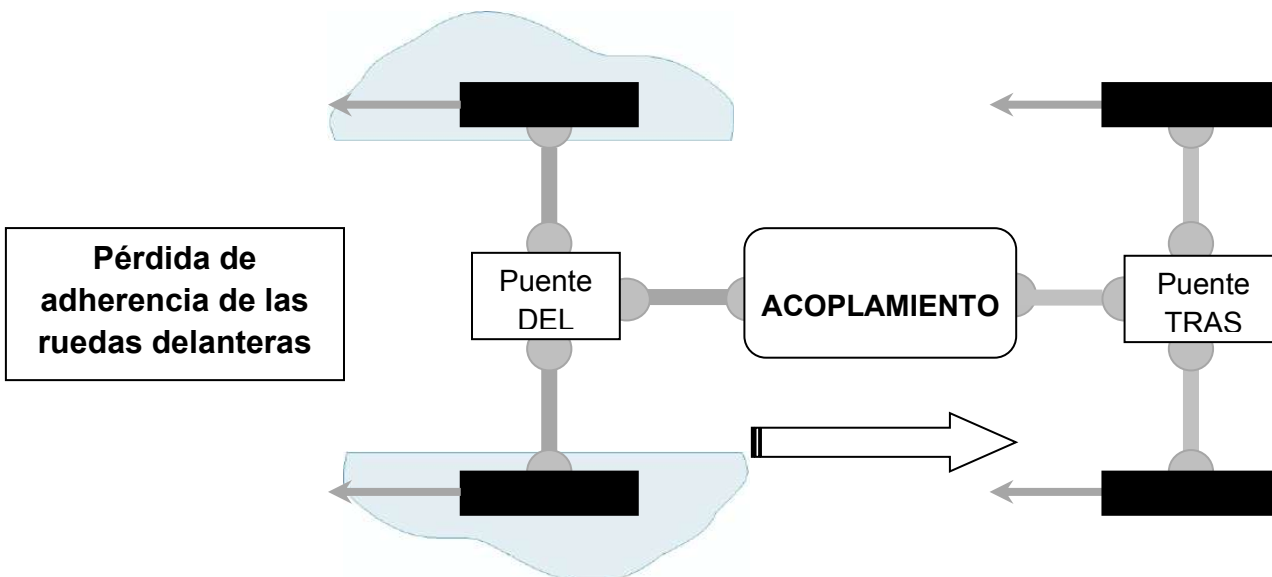 Pérdida de
adherencia de las
ruedas delanteras
Puente
DEL
ACOPLAMIENTO
Puente
TRAS